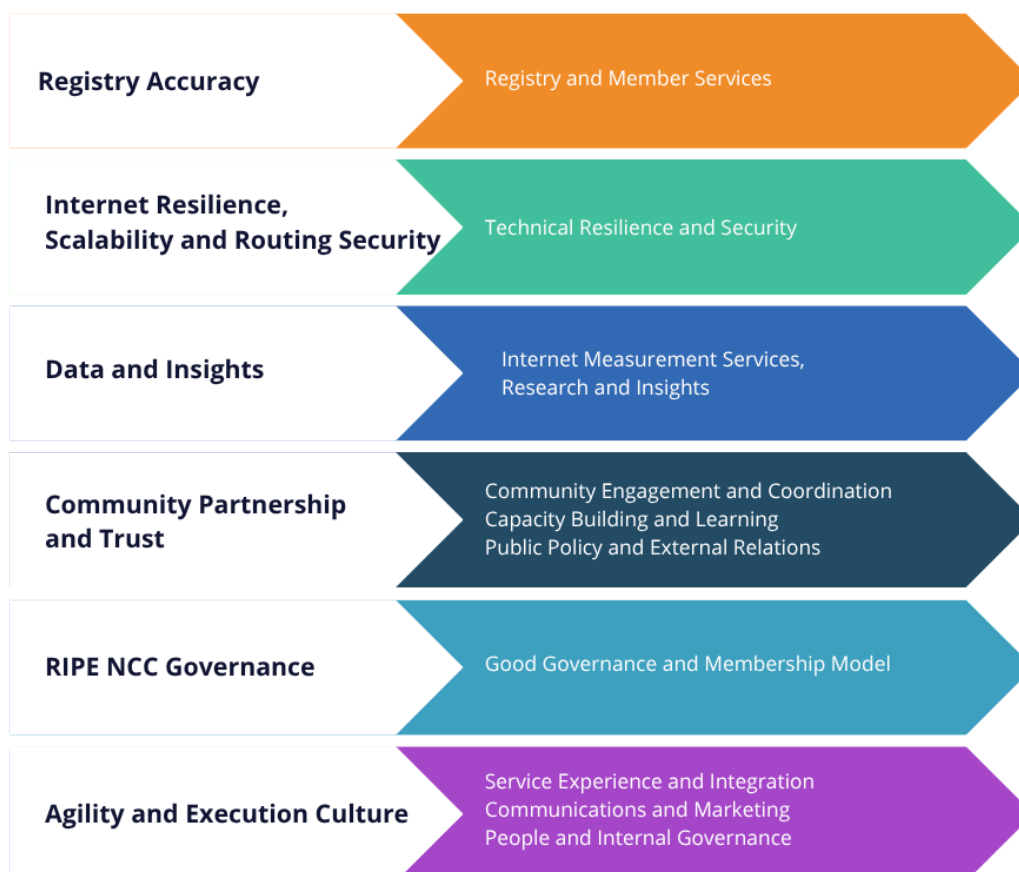 Registry Accuracy
Registry and Member Services
Internet Resilience,
Scalability and Routing Security
Technical Resilience and Security
Data and Insights
Internet Measurement Services,
Research and Insights
Community Partnership
and Trust
Community Engagement and Coordination
Capacity Building and Learning
Public Policy and External Relations
RIPE NCC Governance
Good Governance and Membership Model
Agility and Execution Culture
Service Experience and Integration
Communications and Marketing
People and Internal Governance